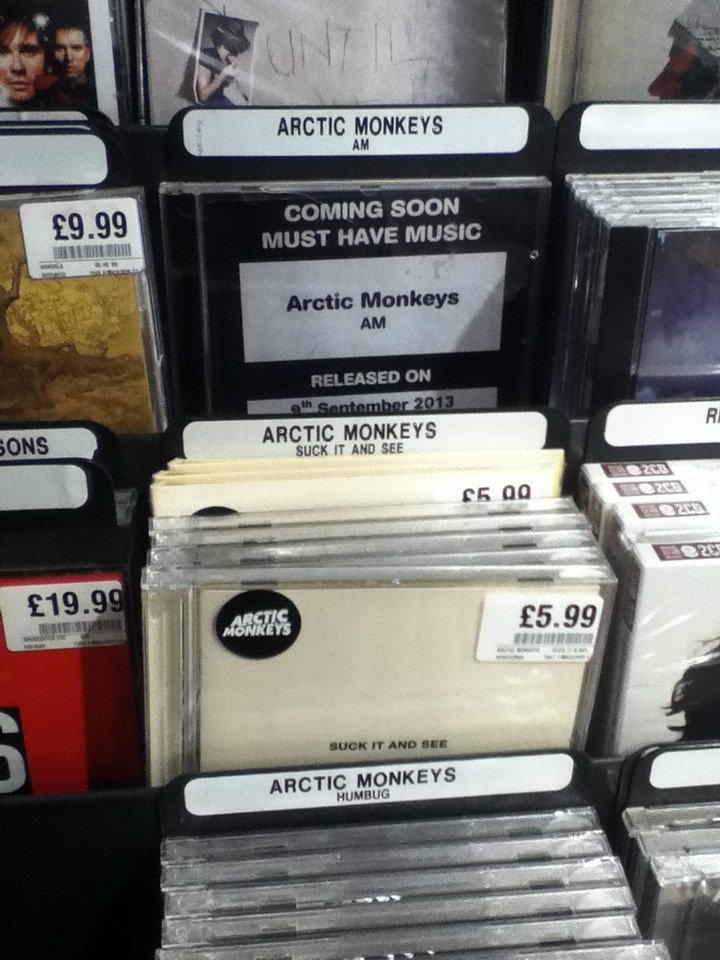 UNTIL
ARCTIC MONKEYS
AM
£9.99
COMING SOON
MUST HAVE MUSIC
Arctic Monkeys
AM
RELEASED ON
9th September 2013
SONS
ARCTIC MONKEYS
SUCK IT AND SEE
£5.99
2CD
2CD
2CD
2CD
£19.99
ARCTIC
MONKEYS
£5.99
SUCK IT AND SEE
S
ARCTIC MONKEYS
HUMBUG